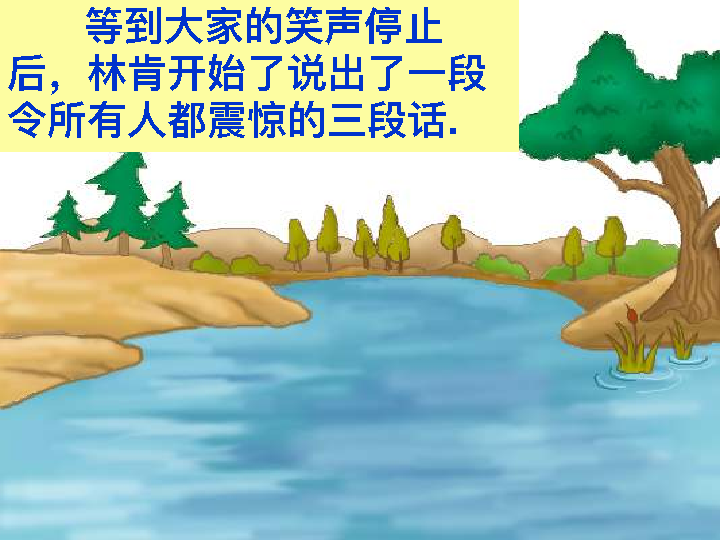 等到大家的笑声停止
后，林肯开始了说出了一段
令所有人都震惊的三段话.